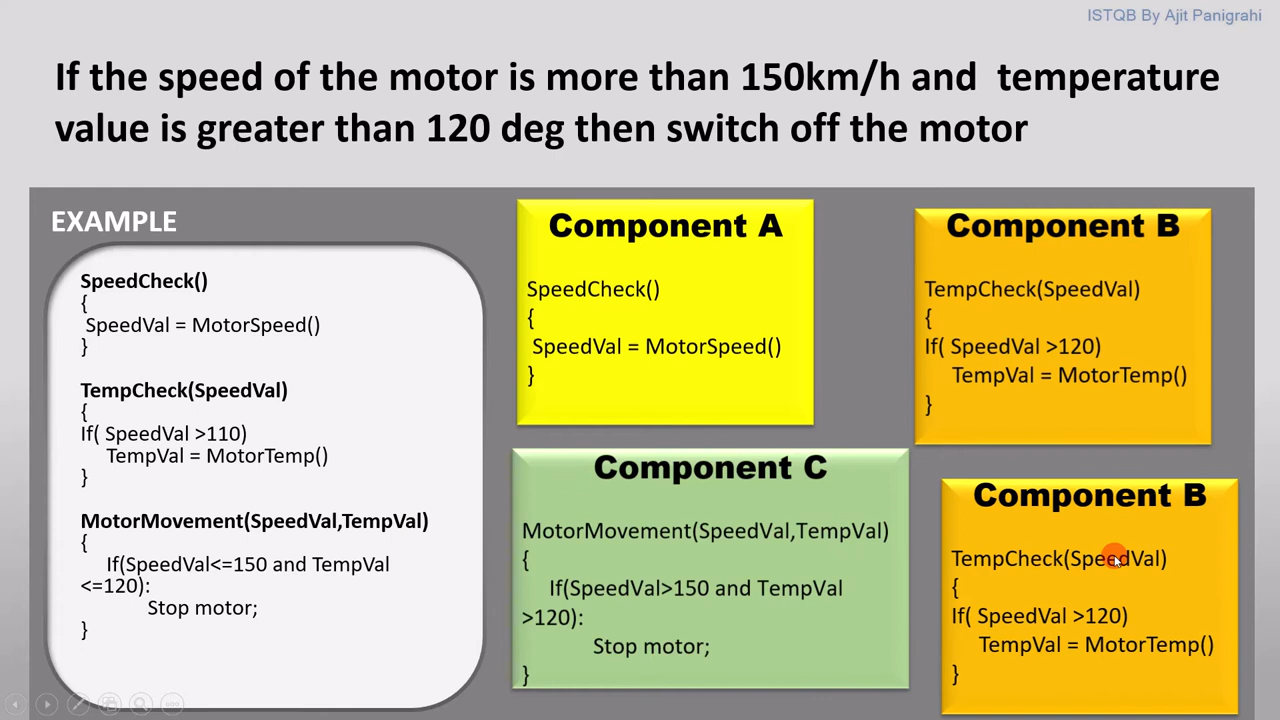 ISTQB By Ajit Panigrahi
If the speed of the motor is more than 150km/h and  temperature
value is greater than 120 deg then switch off the motor
EXAMPLE
SpeedCheck()
{
SpeedVal = MotorSpeed()
}
TempCheck(SpeedVal)
{
If( SpeedVal >110)
TempVal = MotorTemp()
}
MotorMovement(SpeedVal,TempVal)
{
If(SpeedVal<=150 and TempVal
<=120):
Stop motor;
}
Component A
SpeedCheck()
{
SpeedVal = MotorSpeed()
}
Component B
TempCheck(SpeedVal)
{
If( SpeedVal >120)
TempVal = MotorTemp()
}
Component C
MotorMovement(SpeedVal,TempVal)
{
If(SpeedVal>150 and TempVal
>120):
Stop motor;
}
Component B
TempCheck(SpeedVal)
{
If( SpeedVal >120)
TempVal = MotorTemp()
}